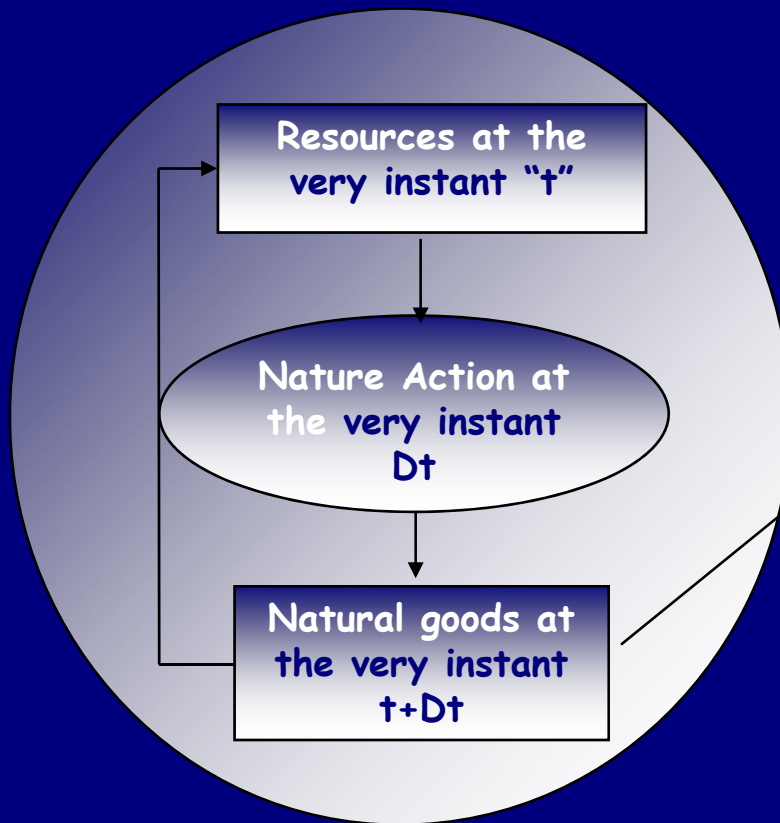 Resources at the
very instant “t”
Nature Action at
the very instant
Dt
Natural goods at
the very instant
t+Dt